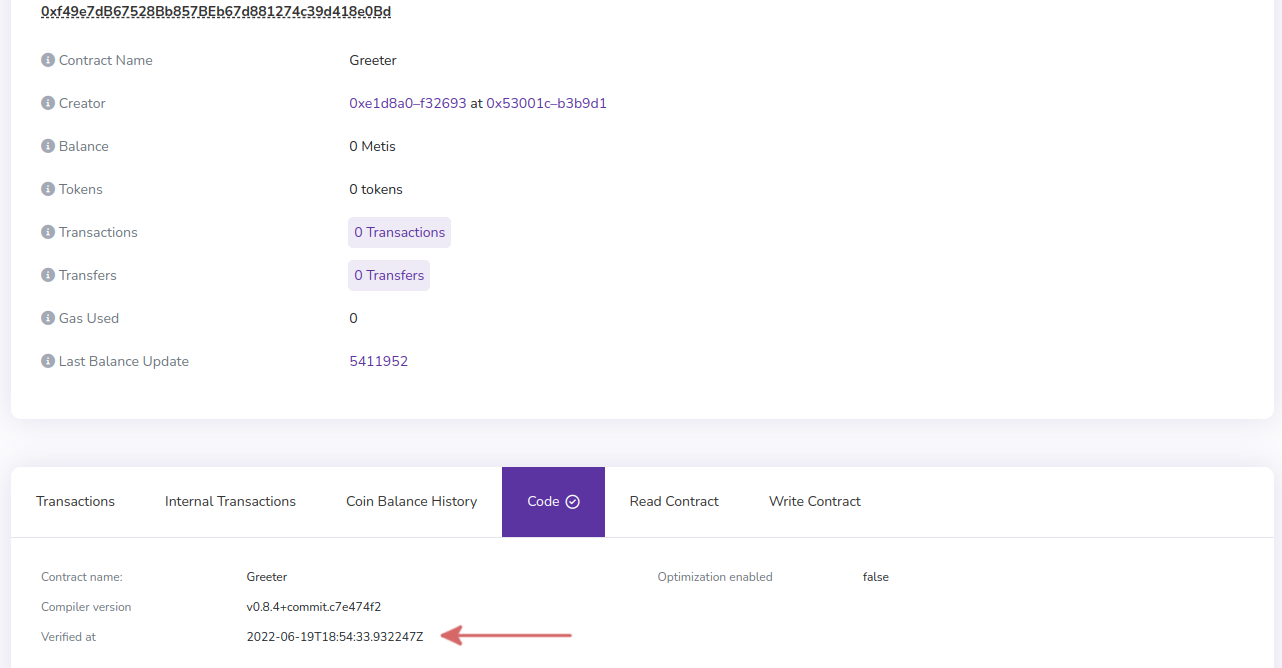 0xf49e7dB67528Bb857BEb67d881274c39d418e0Bd
Contract Name Greeter
Creator 0xe1d8a0–f32693 at 0x53001c–b3b9d1
Balance 0 Metis
Tokens 0 tokens
Transactions 0 Transactions
Transfers 0 Transfers
Gas Used 0
Last Balance Update 5411952
Transactions Internal Transactions Coin Balance History Code Read Contract Write Contract
Contract name: Greeter Optimization enabled false
Compiler version v0.8.4+commit.c7e474f2
Verified at 2022-06-19T18:54:33.932247Z